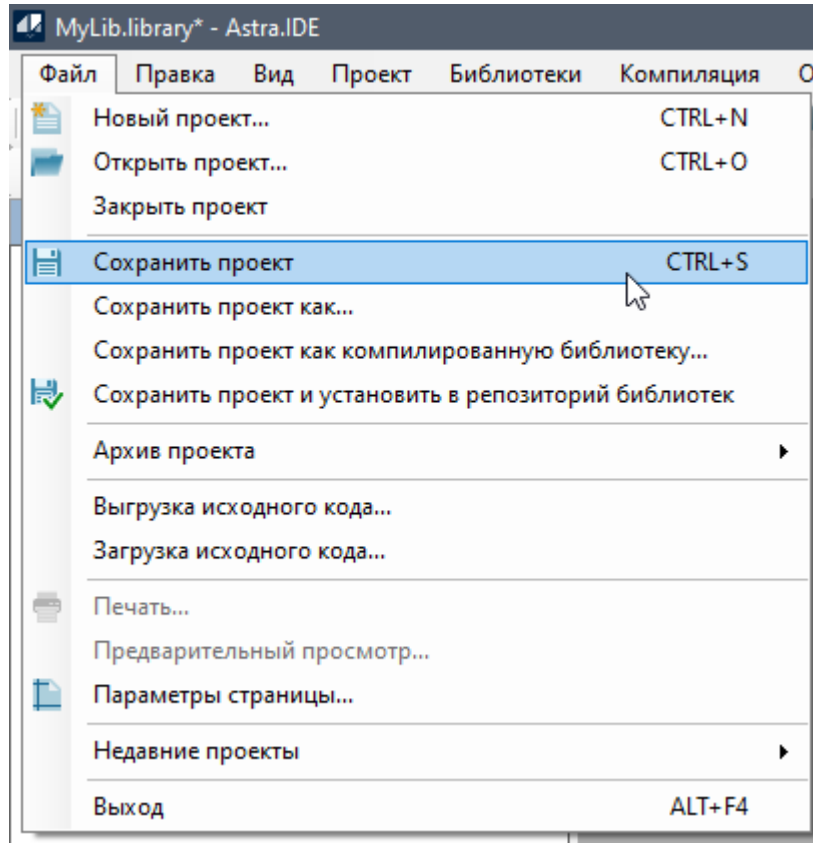 MyLib.library* - Astra.IDE
Файл Правка Вид Проект Библиотеки Компиляция
Новый проект... CTRL+N
Открыть проект... CTRL+O
Закрыть проект
Сохранить проект CTRL+S
Сохранить проект как...
Сохранить проект как компилированную библиотеку...
Сохранить проект и установить в репозиторий библиотек
Архив проекта
Выгрузка исходного кода...
Загрузка исходного кода...
Печать...
Предварительный просмотр...
Параметры страницы...
Недавние проекты
Выход ALT+F4